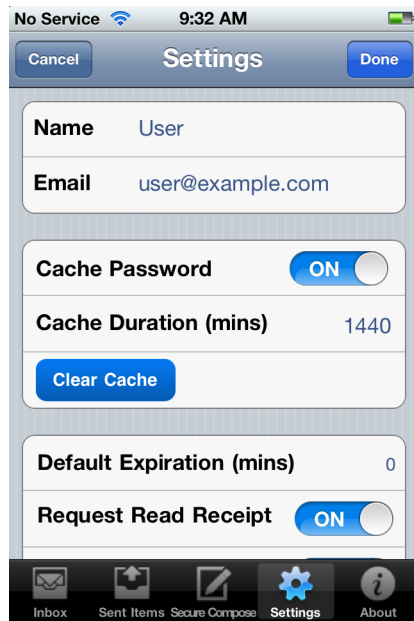 No Service 9:32 AM
Cancel Settings Done
Name User
Email user@example.com
Cache Password ON
Cache Duration (mins) 1440
Clear Cache
Default Expiration (mins) 0
Request Read Receipt ON
Inbox Sent Items Secure Compose Settings About